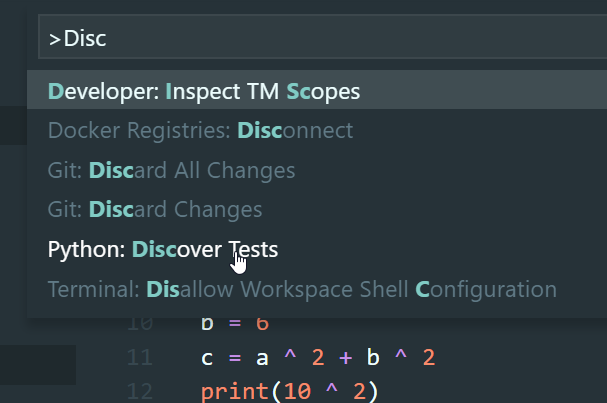 >Disc
Developer: Inspect TM Scopes
Docker Registries: Disconnect
Git: Discard All Changes
Git: Discard Changes
Python: Discover Tests
Terminal: Disallow Workspace Shell Configuration
10 b = 6
11 c = a ^ 2 + b ^ 2
12 print(10 ^ 2)